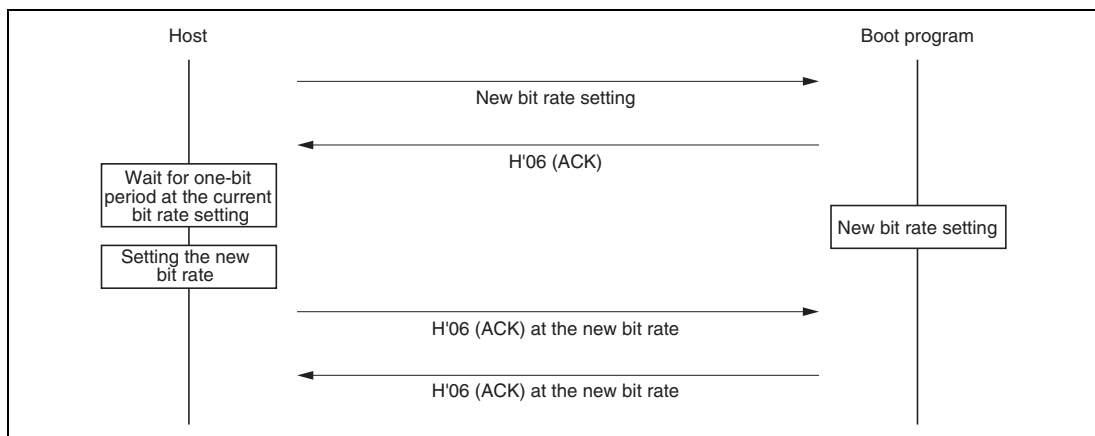 Host
Boot program
New bit rate setting
H'06 (ACK)
Wait for one-bit
period at the current
bit rate setting
New bit rate setting
Setting the new
bit rate
H'06 (ACK) at the new bit rate
H'06 (ACK) at the new bit rate